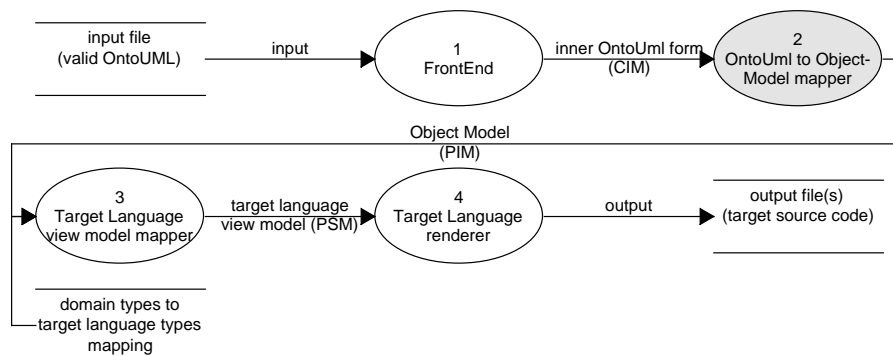 input file
(valid OntoUML)
input
1
FrontEnd
inner OntoUml form
(CIM)
2
OntoUml to Object-
Model mapper
Object Model
(PIM)
3
Target Language
view model mapper
target language
view model (PSM)
4
Target Language
renderer
output
output file(s)
(target source code)
domain types to
target language types
mapping